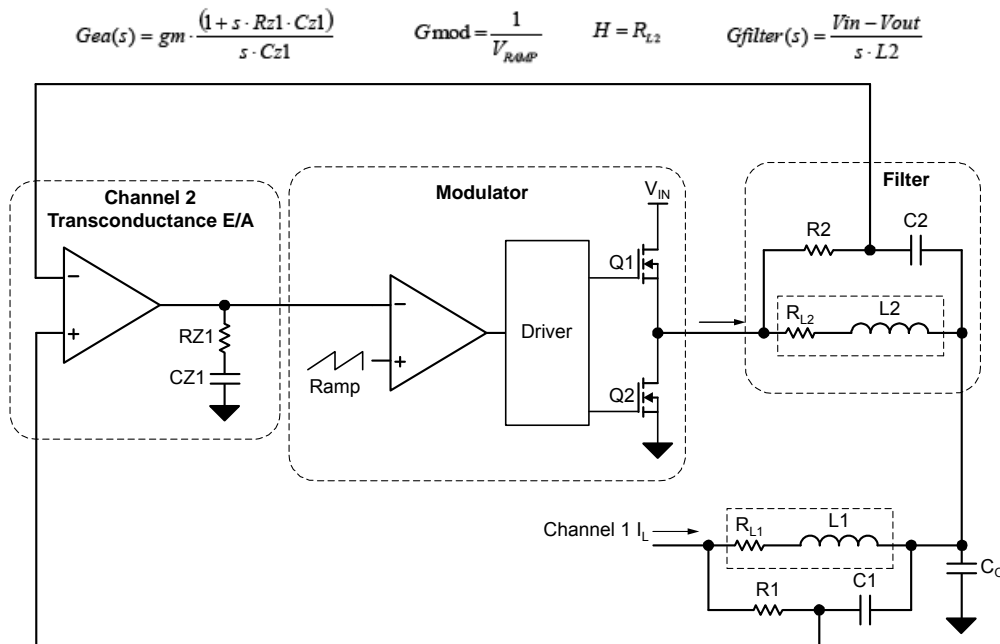 Gea(s) = gm · (1 + s · Rz1 · Cz1) / s · Cz1
Gmod = 1 / V_RAMP
H = R_L2
Gfilter(s) = Vin − Vout / s · L2
Channel 2
Transconductance E/A
Modulator
Filter
V_IN
R2
C2
−
+
RZ1
CZ1
−
+
Ramp
Driver
Q1
Q2
R_L2
L2
Channel 1 I_L
R_L1
L1
R1
C1
C_O